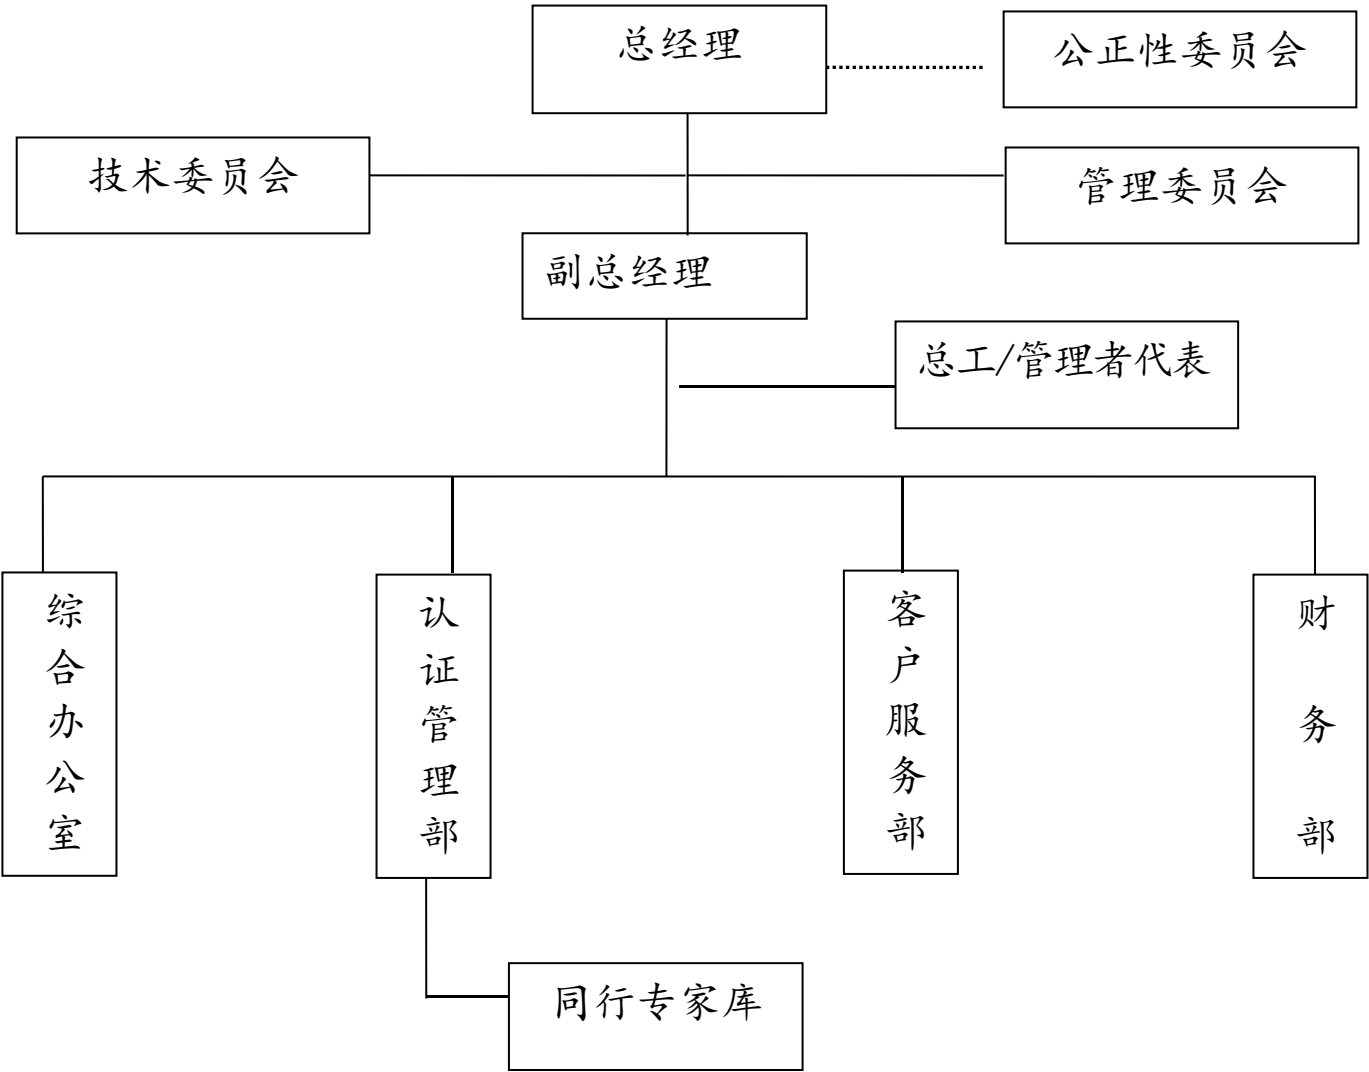 总经理
公正性委员会
技术委员会
管理委员会
副总经理
总工/管理者代表
综合办公室
认证管理部
客户服务部
财务部
同行专家库